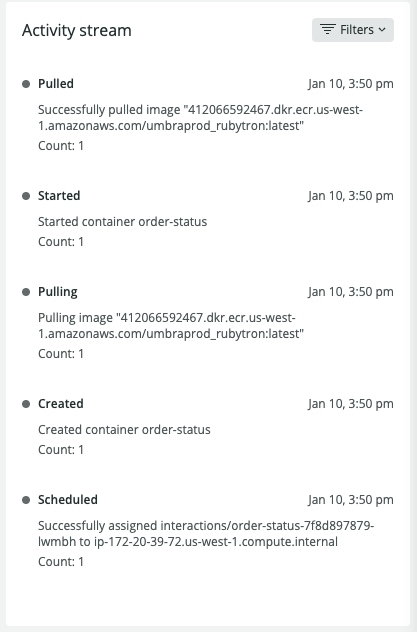 Activity stream
Filters
Pulled Jan 10, 3:50 pm
Successfully pulled image "412066592467.dkr.ecr.us-west-
1.amazonaws.com/umbraprod_rubytron:latest"
Count: 1
Started Jan 10, 3:50 pm
Started container order-status
Count: 1
Pulling Jan 10, 3:50 pm
Pulling image "412066592467.dkr.ecr.us-west-
1.amazonaws.com/umbraprod_rubytron:latest"
Count: 1
Created Jan 10, 3:50 pm
Created container order-status
Count: 1
Scheduled Jan 10, 3:50 pm
Successfully assigned interactions/order-status-7f8d897879-
lwmbh to ip-172-20-39-72.us-west-1.compute.internal
Count: 1